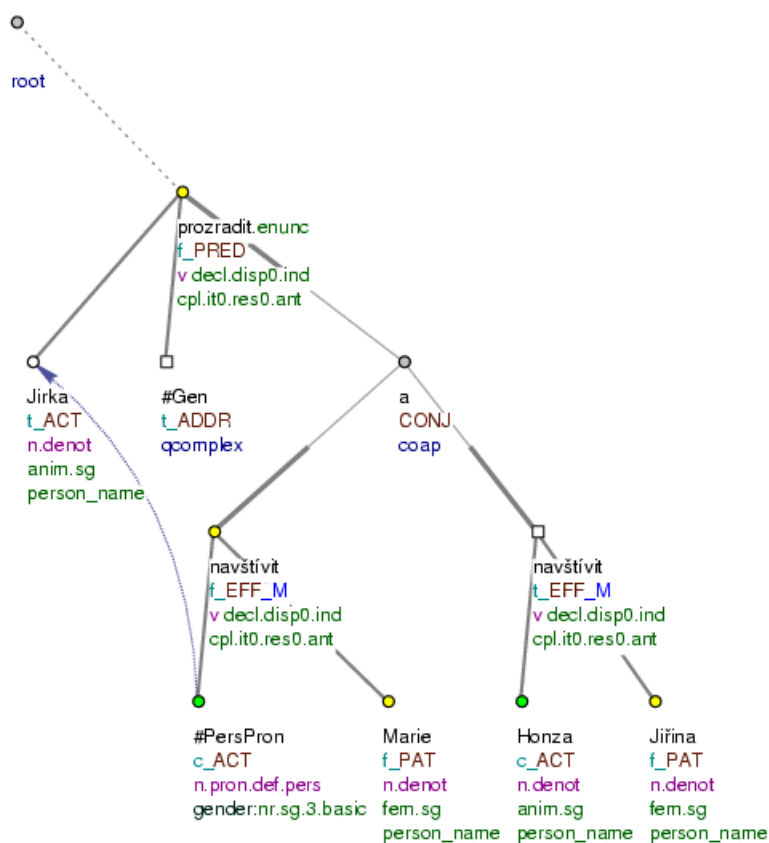 root
prozradit.enunc
f_PRED
v decl.disp0.ind
cpl.it0.res0.ant
Jirka
t_ACT
n.denot
anim.sg
person_name
#Gen
t_ADDR
qcomplex
a
CONJ
coap
navštívit
f_EFF_M
v decl.disp0.ind
cpl.it0.res0.ant
navštívit
t_EFF_M
v decl.disp0.ind
cpl.it0.res0.ant
#PersPron
c_ACT
n.pron.def.pers
gender:nr.sg.3.basic
Marie
f_PAT
n.denot
fem.sg
person_name
Honza
c_ACT
n.denot
anim.sg
person_name
Jiřina
f_PAT
n.denot
fem.sg
person_name